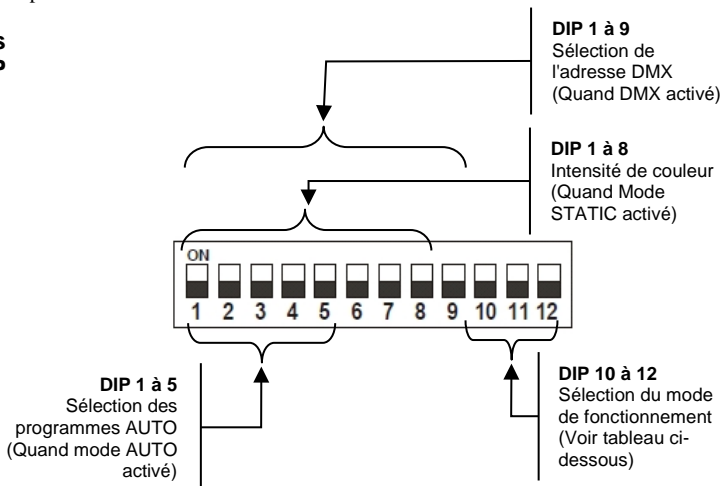 DIP 1 à 9
Sélection de
l'adresse DMX
(Quand DMX activé)
DIP 1 à 8
Intensité de couleur
(Quand Mode
STATIC activé)
ON
1 2 3 4 5 6 7 8 9 10 11 12
DIP 1 à 5
Sélection des
programmes AUTO
(Quand mode AUTO
activé)
DIP 10 à 12
Sélection du mode
de fonctionnement
(Voir tableau ci-
dessous)